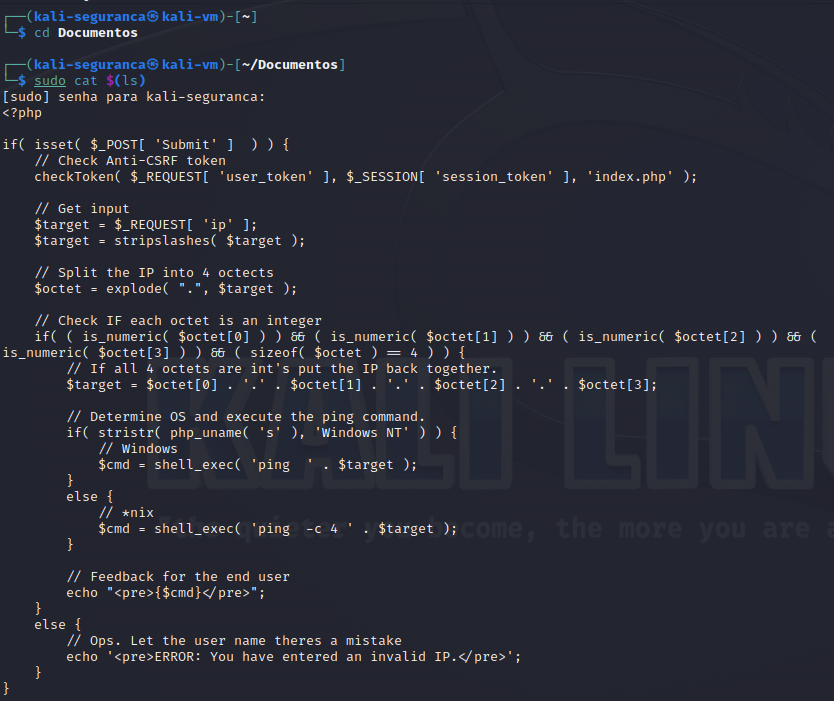 ┌──(kali-seguranca㉿kali-vm)-[~]
└─$ cd Documentos

┌──(kali-seguranca㉿kali-vm)-[~/Documentos]
└─$ sudo cat $(ls)
[sudo] senha para kali-seguranca:
<?php

if( isset( $_POST[ 'Submit' ]  ) ) {
    // Check Anti-CSRF token
    checkToken( $_REQUEST[ 'user_token' ], $_SESSION[ 'session_token' ], 'index.php' );

    // Get input
    $target = $_REQUEST[ 'ip' ];
    $target = stripslashes( $target );

    // Split the IP into 4 octects
    $octet = explode( ".", $target );

    // Check IF each octet is an integer
    if( ( is_numeric( $octet[0] ) ) && ( is_numeric( $octet[1] ) ) && ( is_numeric( $octet[2] ) ) && (
is_numeric( $octet[3] ) ) && ( sizeof( $octet ) == 4 ) ) {
        // If all 4 octets are int's put the IP back together.
        $target = $octet[0] . '.' . $octet[1] . '.' . $octet[2] . '.' . $octet[3];

        // Determine OS and execute the ping command.
        if( stristr( php_uname( 's' ), 'Windows NT' ) ) {
            // Windows
            $cmd = shell_exec( 'ping  ' . $target );
        }
        else {
            // *nix
            $cmd = shell_exec( 'ping  -c 4 ' . $target );
        }

        // Feedback for the end user
        echo "<pre>{$cmd}</pre>";
    }
    else {
        // Ops. Let the user name theres a mistake
        echo '<pre>ERROR: You have entered an invalid IP.</pre>';
    }
}
KALI
become, the more you are